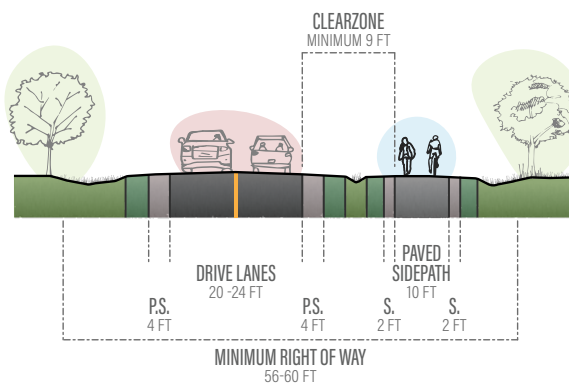 CLEARZONE
MINIMUM 9 FT
DRIVE LANES
20 -24 FT
PAVED
SIDEPATH
10 FT
P.S.
4 FT
P.S.
4 FT
S.
2 FT
S.
2 FT
MINIMUM RIGHT OF WAY
56-60 FT